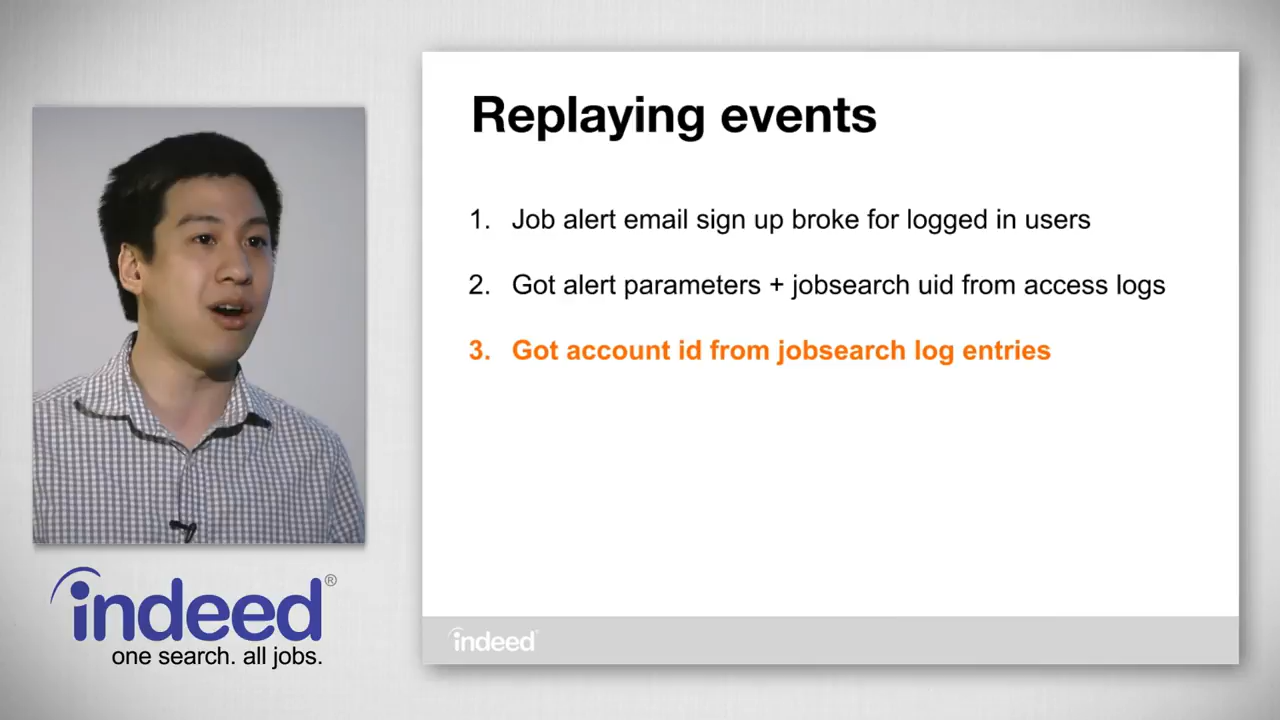 Replaying events
1. Job alert email sign up broke for logged in users
2. Got alert parameters + jobsearch uid from access logs
3. Got account id from jobsearch log entries
indeed®
one search. all jobs.
indeed